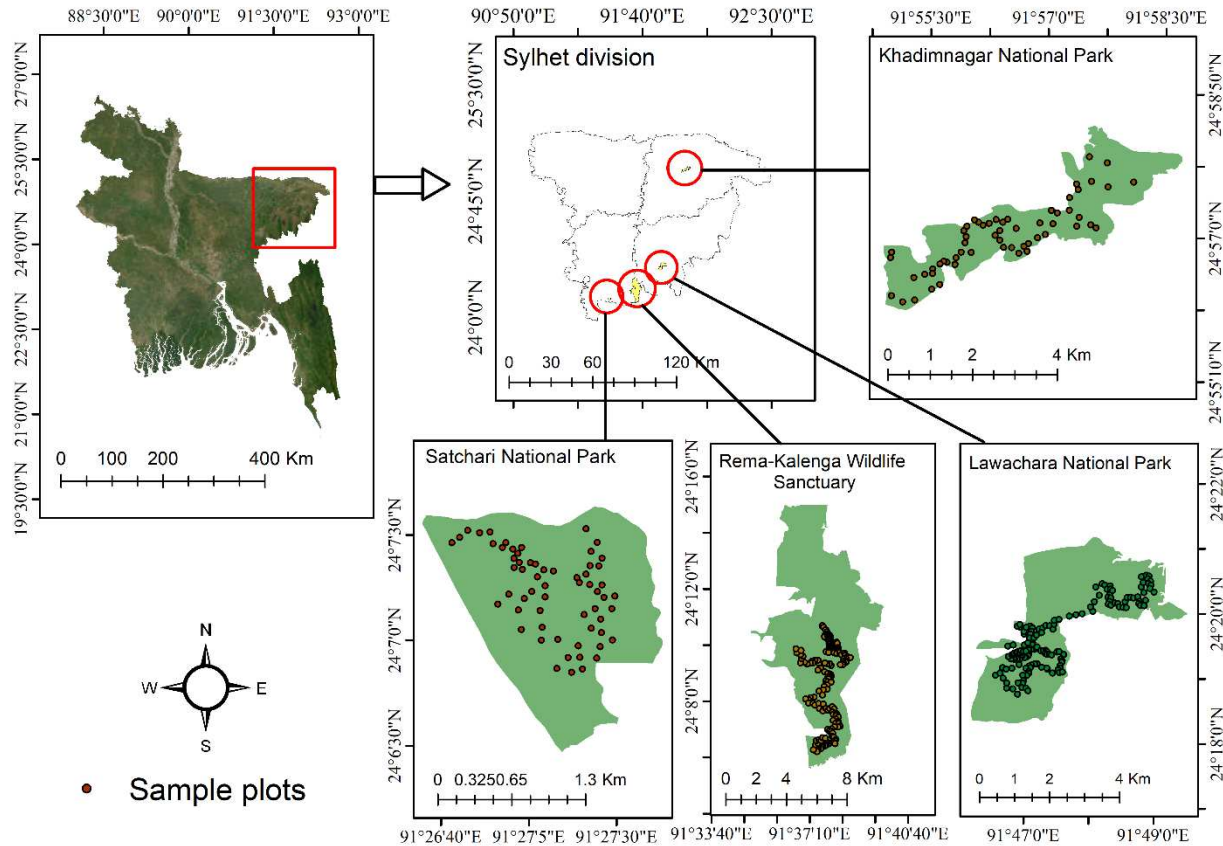 88°30'0"E 90°0'0"E 91°30'0"E 93°0'0"E
27°0'0"N
25°30'0"N
24°0'0"N
22°30'0"N
21°0'0"N
19°30'0"N
0 100 200 400 Km
90°50'0"E 91°40'0"E 92°30'0"E
Sylhet division
25°30'0"N
24°45'0"N
24°0'0"N
0 30 60 120 Km
91°55'30"E 91°57'0"E 91°58'30"E
Khadimnagar National Park
24°58'50"N
24°57'0"N
24°55'10"N
0 1 2 4 Km
Satchari National Park
24°7'30"N
24°7'0"N
24°6'30"N
0 0.3250.65 1.3 Km
91°26'40"E 91°27'5"E 91°27'30"E
Rema-Kalenga Wildlife
Sanctuary
24°16'0"N
24°12'0"N
24°8'0"N
0 2 4 8 Km
91°33'40"E 91°37'10"E 91°40'40"E
Lawachara National Park
24°22'0"N
24°20'0"N
24°18'0"N
0 1 2 4 Km
91°47'0"E 91°49'0"E
N
W E
S
Sample plots